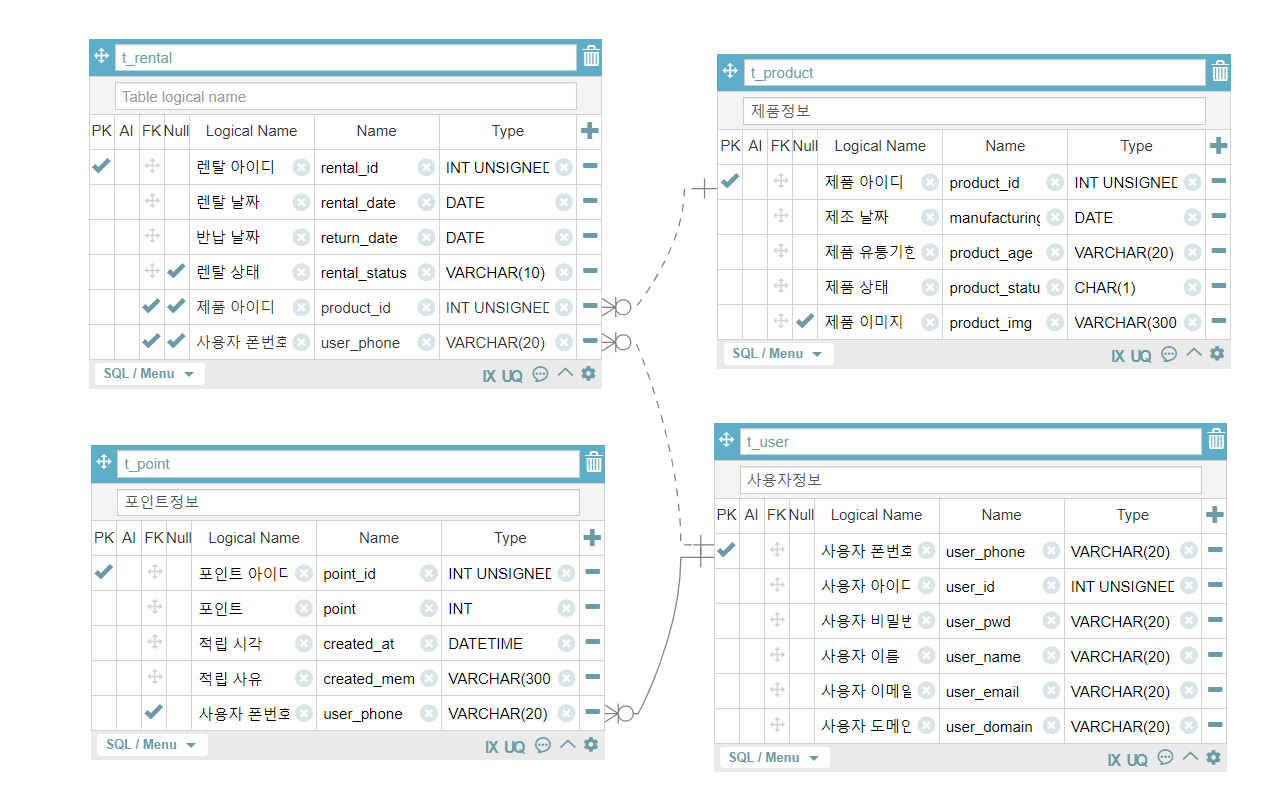 t_rental
Table logical name
PK AI FK Null Logical Name Name Type
렌탈 아이디 rental_id INT UNSIGNED
렌탈 날짜 rental_date DATE
반납 날짜 return_date DATE
렌탈 상태 rental_status VARCHAR(10)
제품 아이디 product_id INT UNSIGNED
사용자 폰번호 user_phone VARCHAR(20)
SQL / Menu IX UQ
t_product
제품정보
PK AI FK Null Logical Name Name Type
제품 아이디 product_id INT UNSIGNED
제조 날짜 manufacturing DATE
제품 유통기한 product_age VARCHAR(20)
제품 상태 product_statu CHAR(1)
제품 이미지 product_img VARCHAR(300
SQL / Menu IX UQ
t_point
포인트정보
PK AI FK Null Logical Name Name Type
포인트 아이디 point_id INT UNSIGNED
포인트 point INT
적립 시각 created_at DATETIME
적립 사유 created_mem VARCHAR(300
사용자 폰번호 user_phone VARCHAR(20)
SQL / Menu IX UQ
t_user
사용자정보
PK AI FK Null Logical Name Name Type
사용자 폰번호 user_phone VARCHAR(20)
사용자 아이디 user_id INT UNSIGNED
사용자 비밀번 user_pwd VARCHAR(20)
사용자 이름 user_name VARCHAR(20)
사용자 이메일 user_email VARCHAR(20)
사용자 도메인 user_domain VARCHAR(20)
SQL / Menu IX UQ